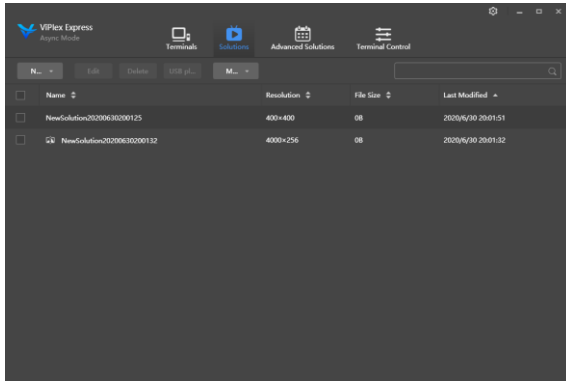 ViPlex Express
Async Mode
Terminals
Solutions
Advanced Solutions
Terminal Control
N...
Edit
Delete
USB pl...
M...
Name
Resolution
File Size
Last Modified
NewSolution20200630200125 400×400 0B 2020/6/30 20:01:51
NewSolution20200630200132 4000×256 0B 2020/6/30 20:01:32